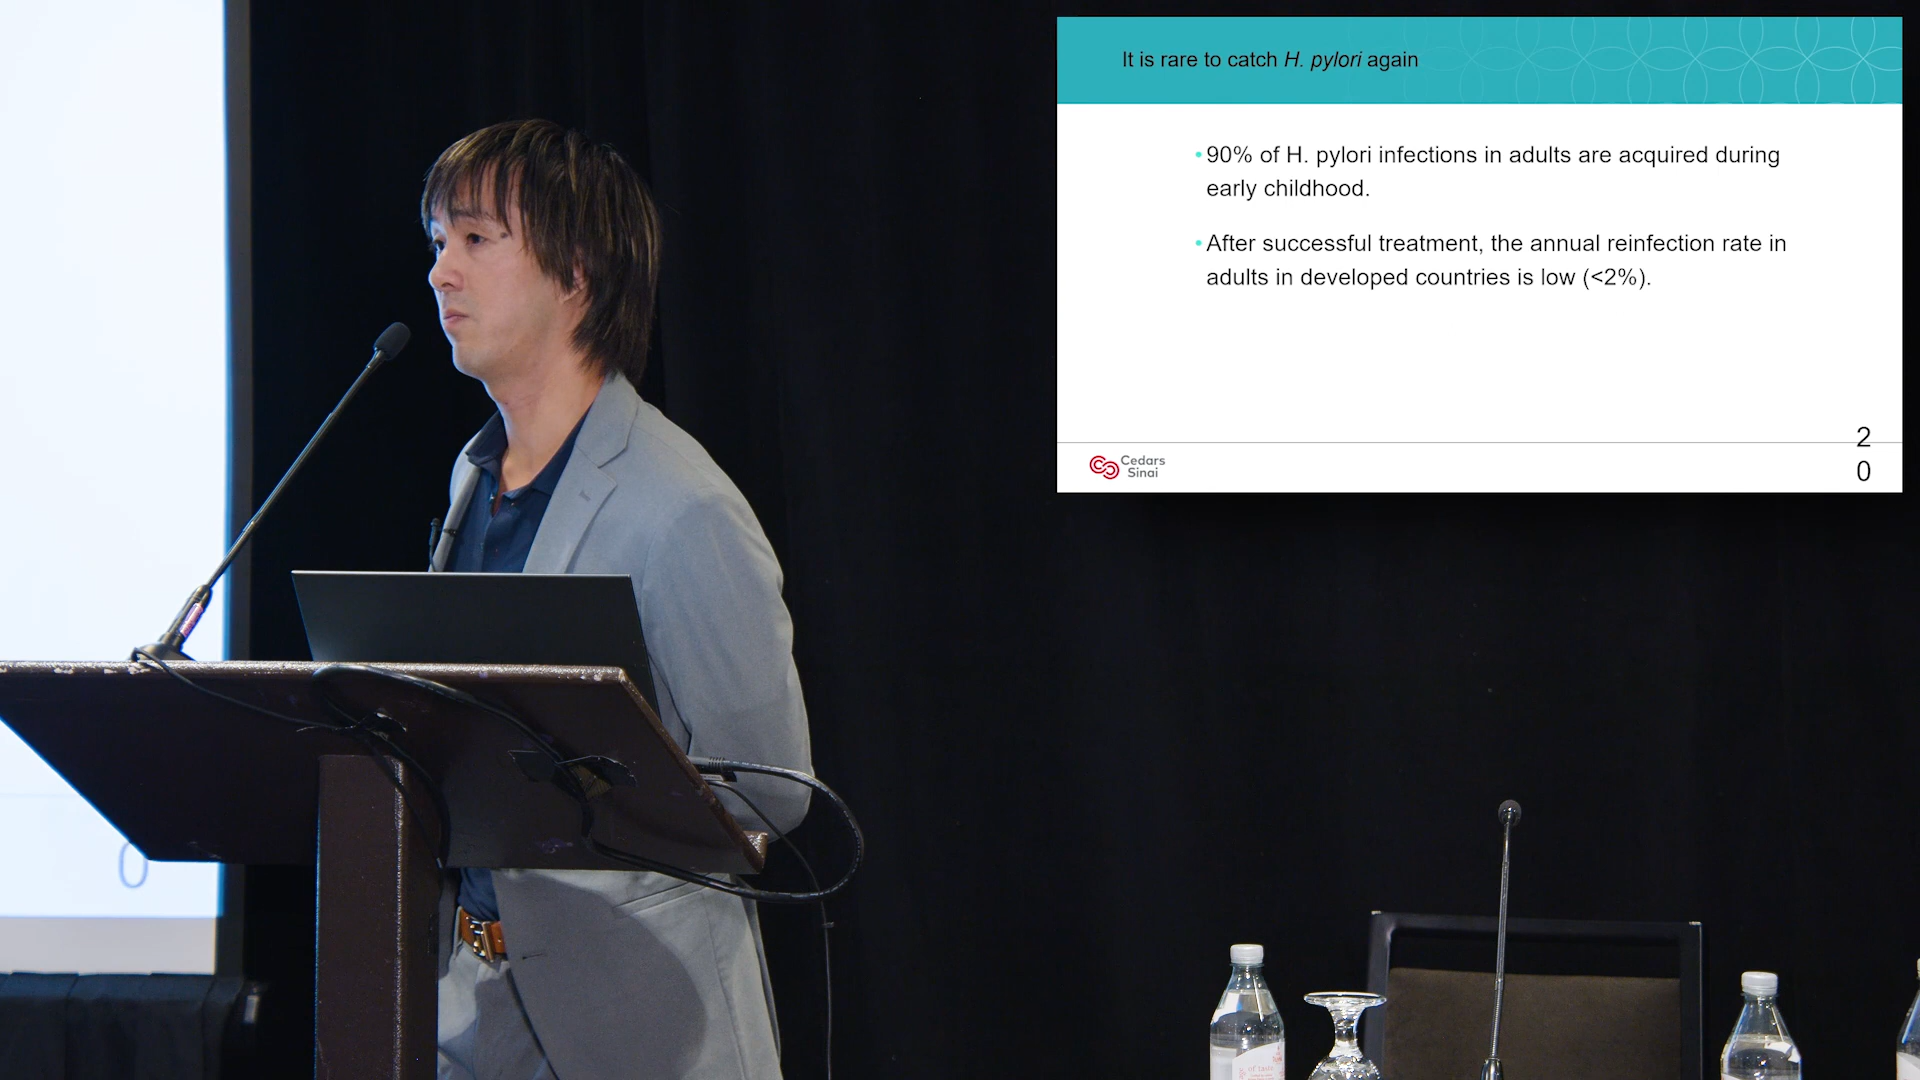 It is rare to catch H. pylori again
•90% of H. pylori infections in adults are acquired during
early childhood.
•After successful treatment, the annual reinfection rate in
adults in developed countries is low (<2%).
Cedars
Sinai
2
0
0